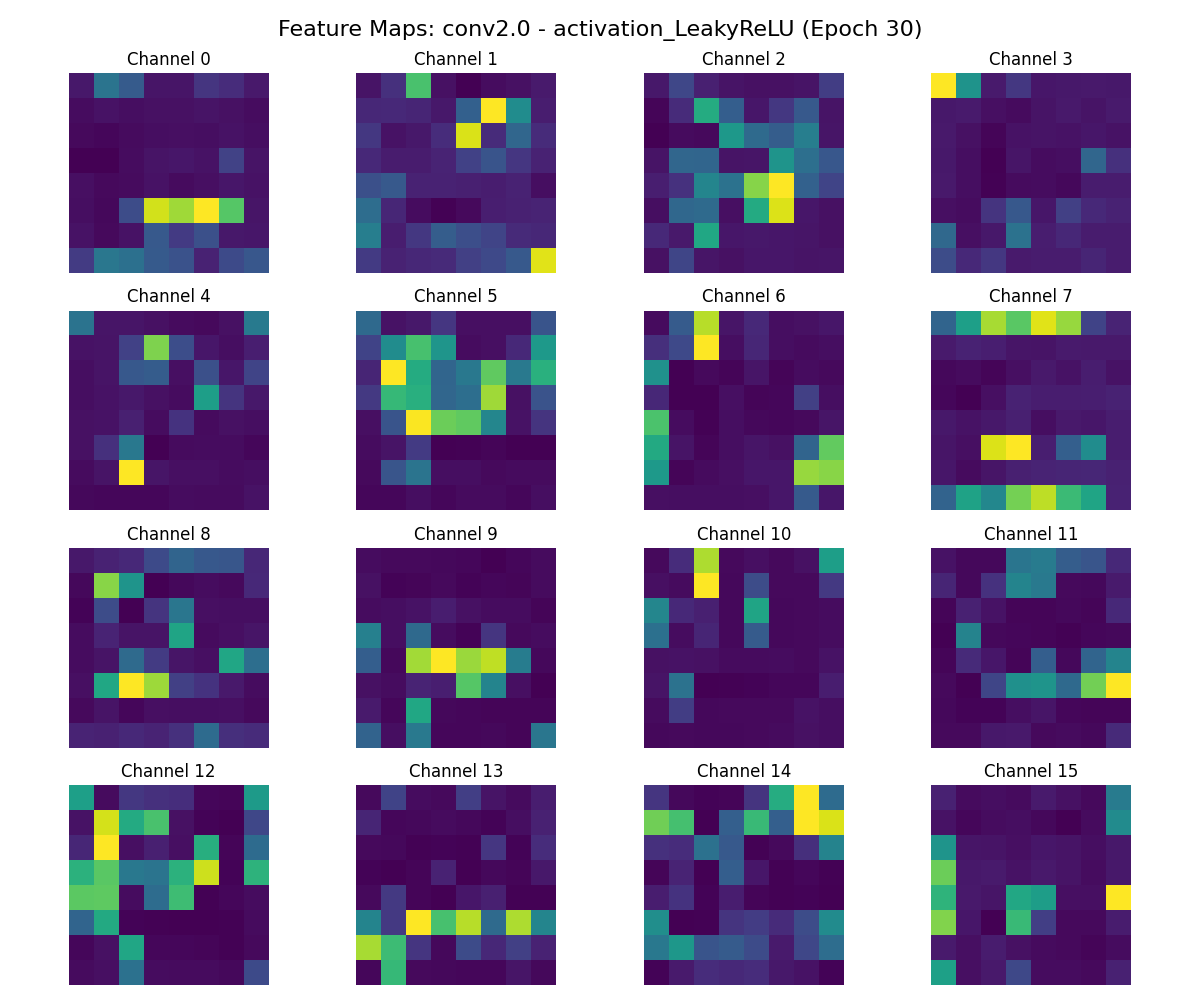 Feature Maps: conv2.0 - activation_LeakyReLU (Epoch 30)
Channel 0
Channel 1
Channel 2
Channel 3
Channel 4
Channel 5
Channel 6
Channel 7
Channel 8
Channel 9
Channel 10
Channel 11
Channel 12
Channel 13
Channel 14
Channel 15